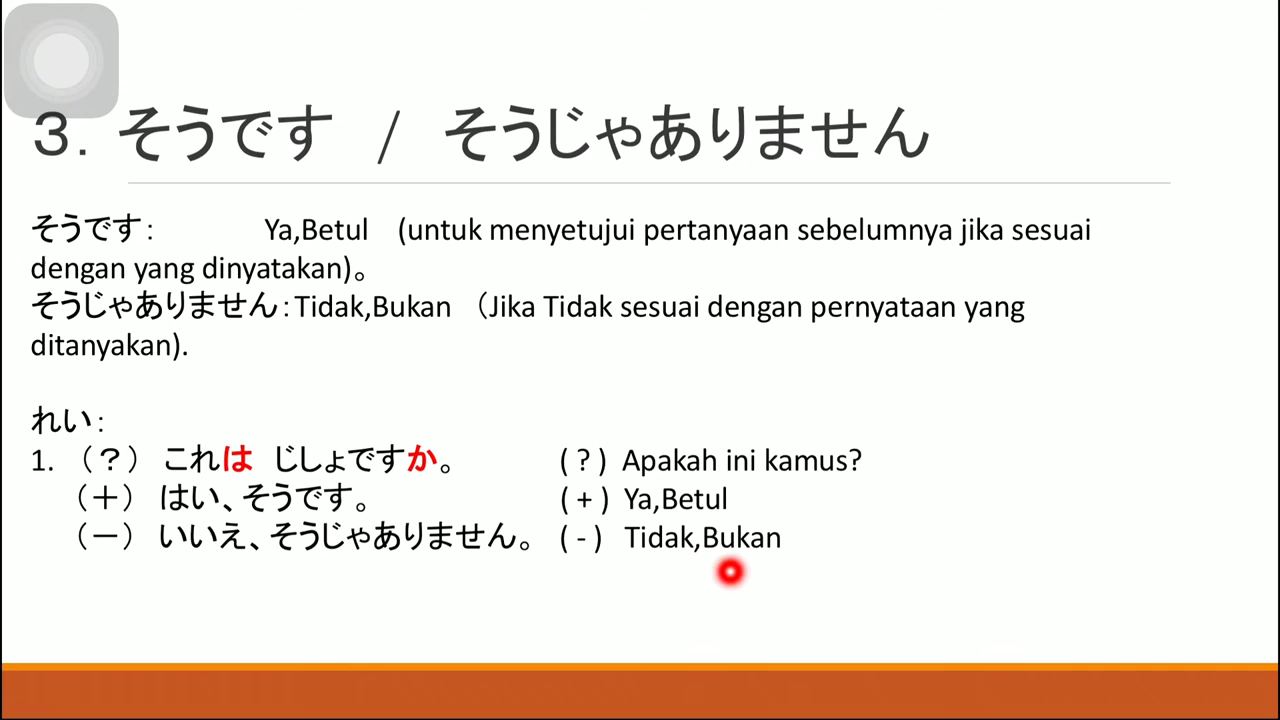 ３．そうです / そうじゃありません
そうです： Ya,Betul (untuk menyetujui pertanyaan sebelumnya jika sesuai
dengan yang dinyatakan)。
そうじゃありません：Tidak,Bukan （Jika Tidak sesuai dengan pernyataan yang
ditanyakan).
れい：
1. （？） これは じしょですか。 ( ? ) Apakah ini kamus?
（＋） はい、そうです。 ( + ) Ya,Betul
（－） いいえ、そうじゃありません。 ( - ) Tidak,Bukan